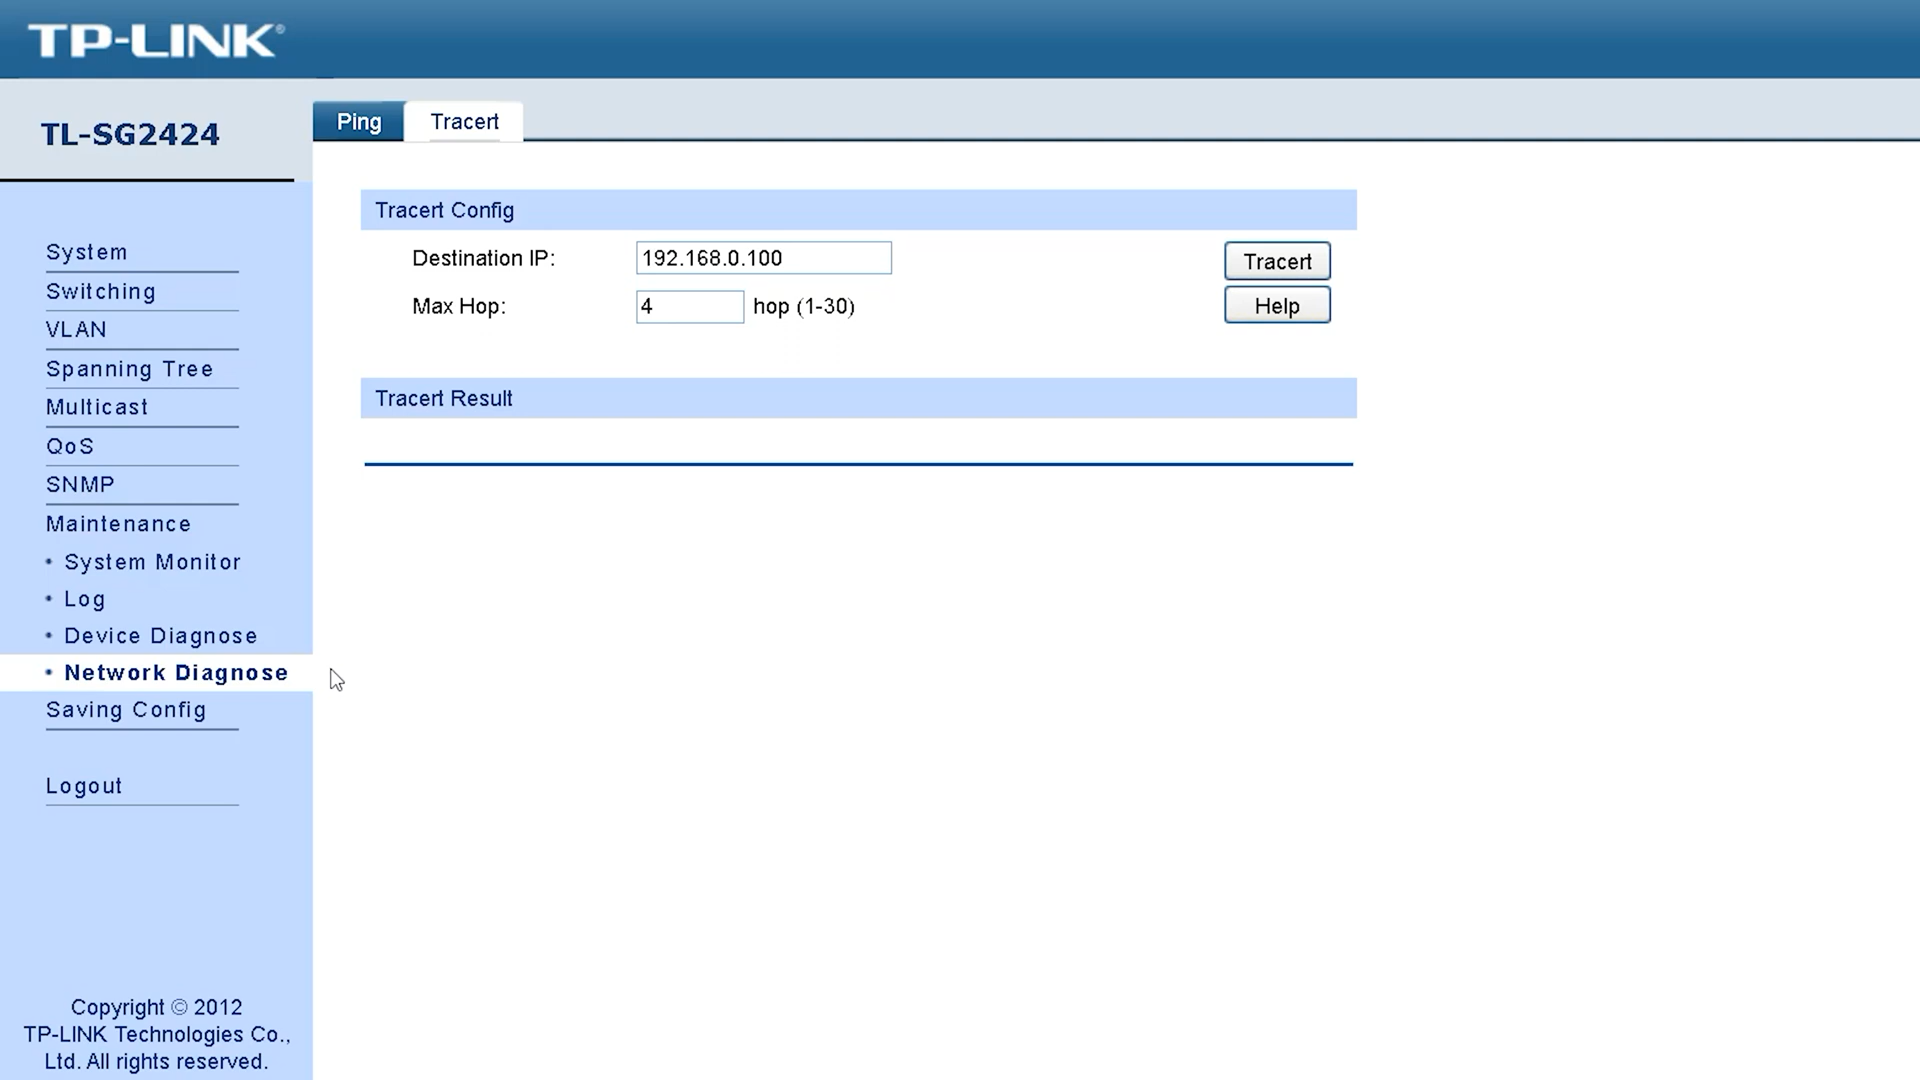 TP-LINK®
TL-SG2424
Ping
Tracert
System
Switching
VLAN
Spanning Tree
Multicast
QoS
SNMP
Maintenance
• System Monitor
• Log
• Device Diagnose
• Network Diagnose
Saving Config
Logout
Copyright © 2012
TP-LINK Technologies Co.,
Ltd. All rights reserved.
Tracert Config
Destination IP: 192.168.0.100 Tracert
Max Hop: 4 hop (1-30) Help
Tracert Result